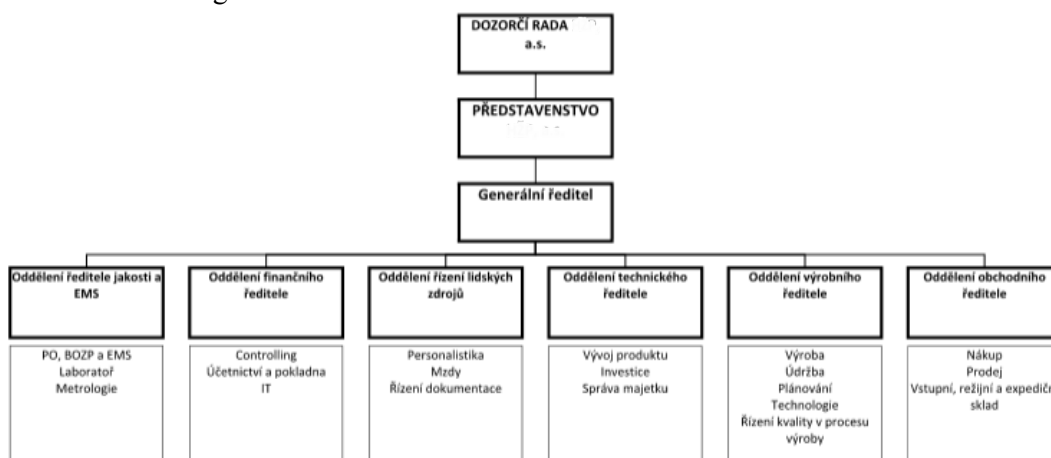 DOZORČÍ RADA
a.s.
PŘEDSTAVENSTVO
Generální ředitel
Oddělení ředitele jakosti a
EMS
Oddělení finančního
ředitele
Oddělení řízení lidských
zdrojů
Oddělení technického
ředitele
Oddělení výrobního
ředitele
Oddělení obchodního
ředitele
PO, BOZP a EMS
Laboratoř
Metrologie
Controlling
Účetnictví a pokladna
IT
Personalistika
Mzdy
Řízení dokumentace
Vývoj produktu
Investice
Správa majetku
Výroba
Údržba
Plánování
Technologie
Řízení kvality v procesu
výroby
Nákup
Prodej
Vstupní, režijní a expediční
sklad